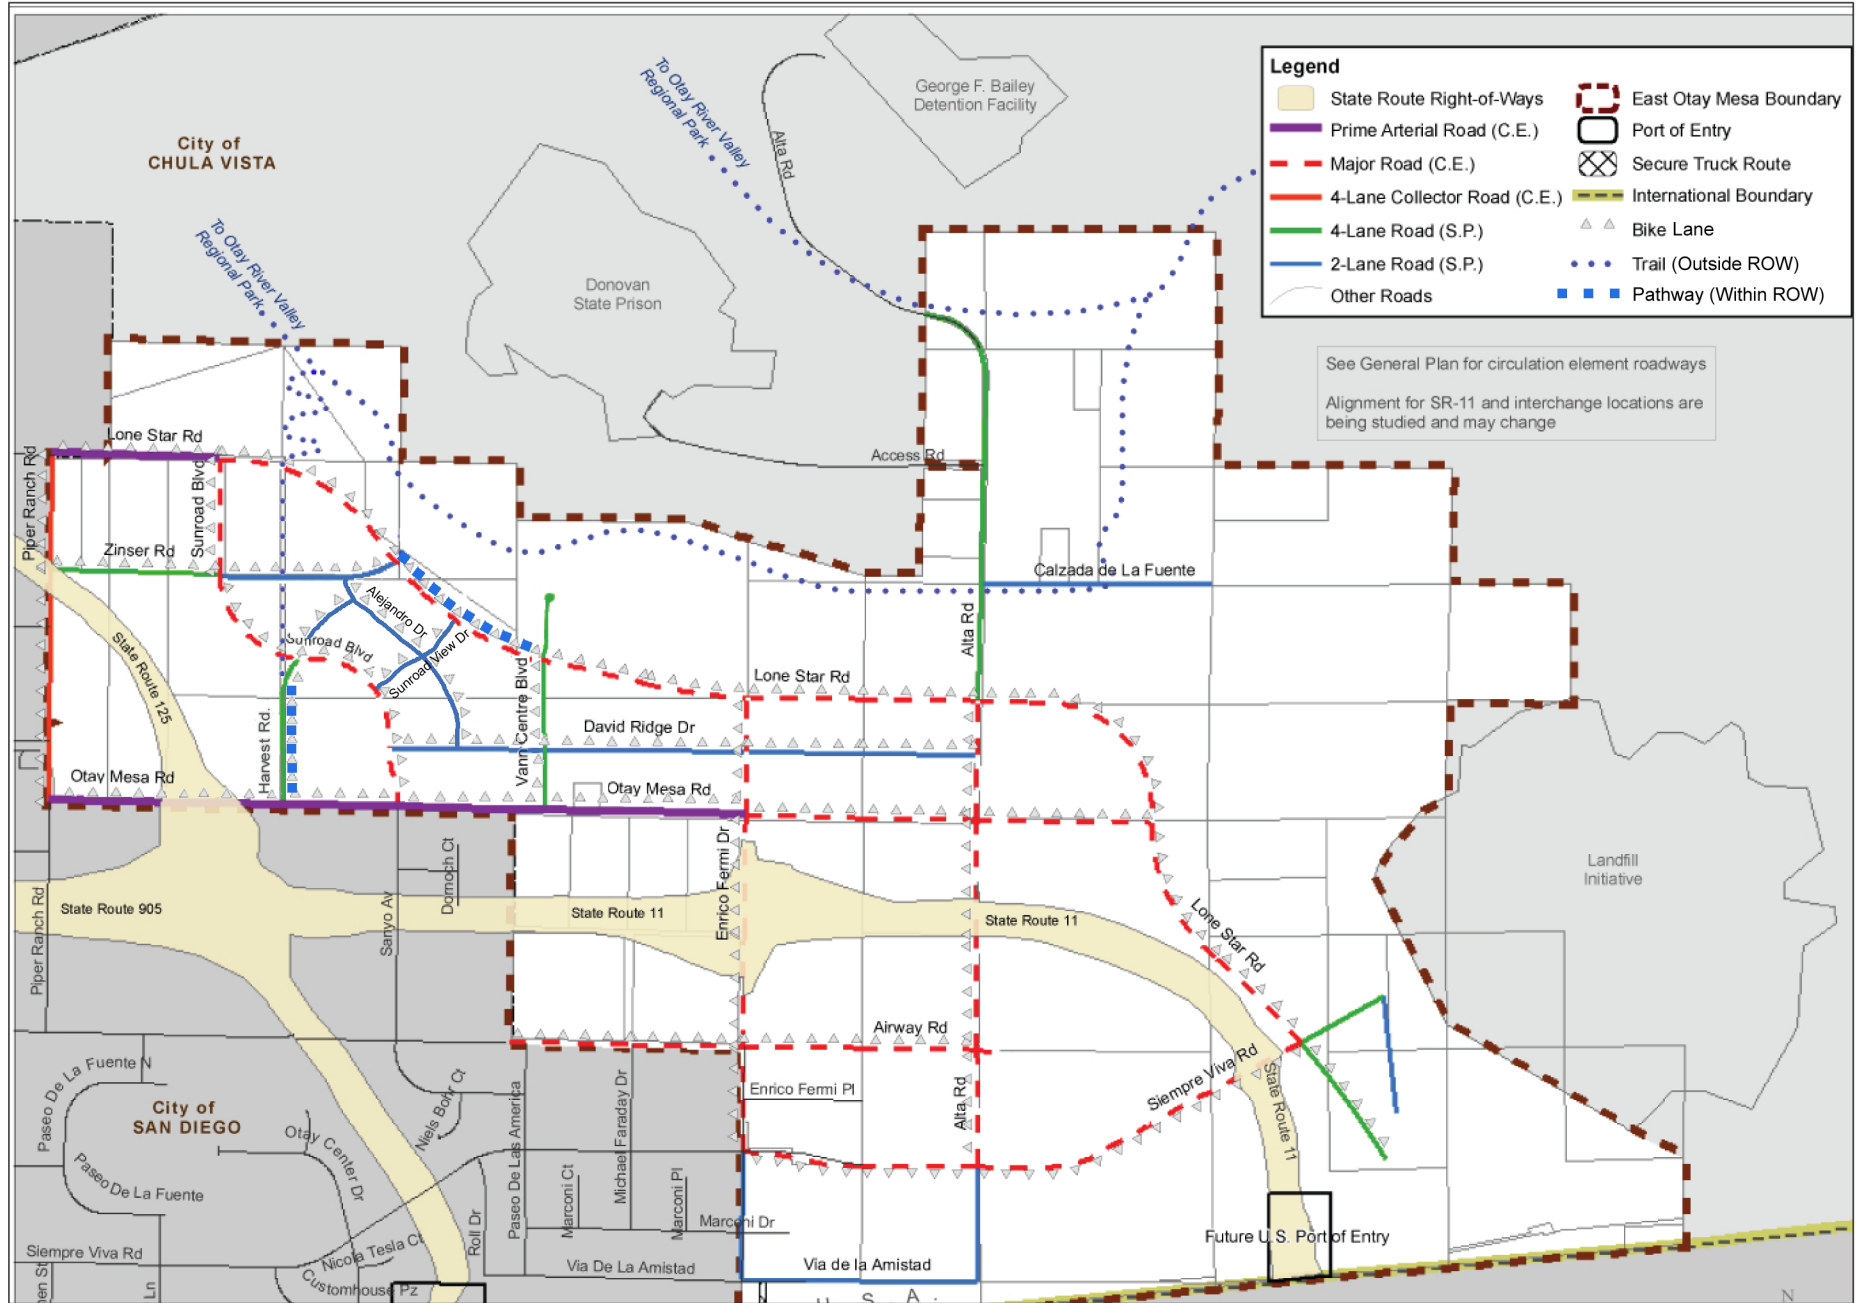 Legend
State Route Right-of-Ways
Prime Arterial Road (C.E.)
Major Road (C.E.)
4-Lane Collector Road (C.E.)
4-Lane Road (S.P.)
2-Lane Road (S.P.)
Other Roads
East Otay Mesa Boundary
Port of Entry
Secure Truck Route
International Boundary
Bike Lane
Trail (Outside ROW)
Pathway (Within ROW)
See General Plan for circulation element roadways
Alignment for SR-11 and interchange locations are
being studied and may change
To Otay River Valley
Regional Park
George F. Bailey
Detention Facility
Alta Rd
City of
CHULA VISTA
To Otay River Valley
Regional Park
Donovan
State Prison
Access Rd
Lone Star Rd
Piper Ranch Rd
Sunroad Blvd
Zinser Rd
Alejandro Dr
Sunroad Blvd
Sunroad View Dr
State Route 125
Calzada de La Fuente
Alta Rd
Lone Star Rd
Vann Centre Blvd
Harvest Rd.
David Ridge Dr
Otay Mesa Rd
Otay Mesa Rd
Enrico Fermi Dr
Dornoch Ct
Landfill
Initiative
Piper Ranch Rd
State Route 905
Sanyo Av
State Route 11
State Route 11
Lone Star Rd
Airway Rd
Siempre Viva Rd
State Route 11
Paseo De La Fuente N
City of
SAN DIEGO
Niels Bohr Ct
Otay Center Dr
Paseo De La Fuente
Paseo De Las America
Michael Faraday Dr
Enrico Fermi Pl
Alta Rd
Marconi Ct
Marconi Pl
Marconi Dr
Roll Dr
Siempre Viva Rd
Nicola Tesla Ct
Customhouse Pz
Via De La Amistad
Via de la Amistad
Future U.S. Port of Entry
Ln
U S A
N